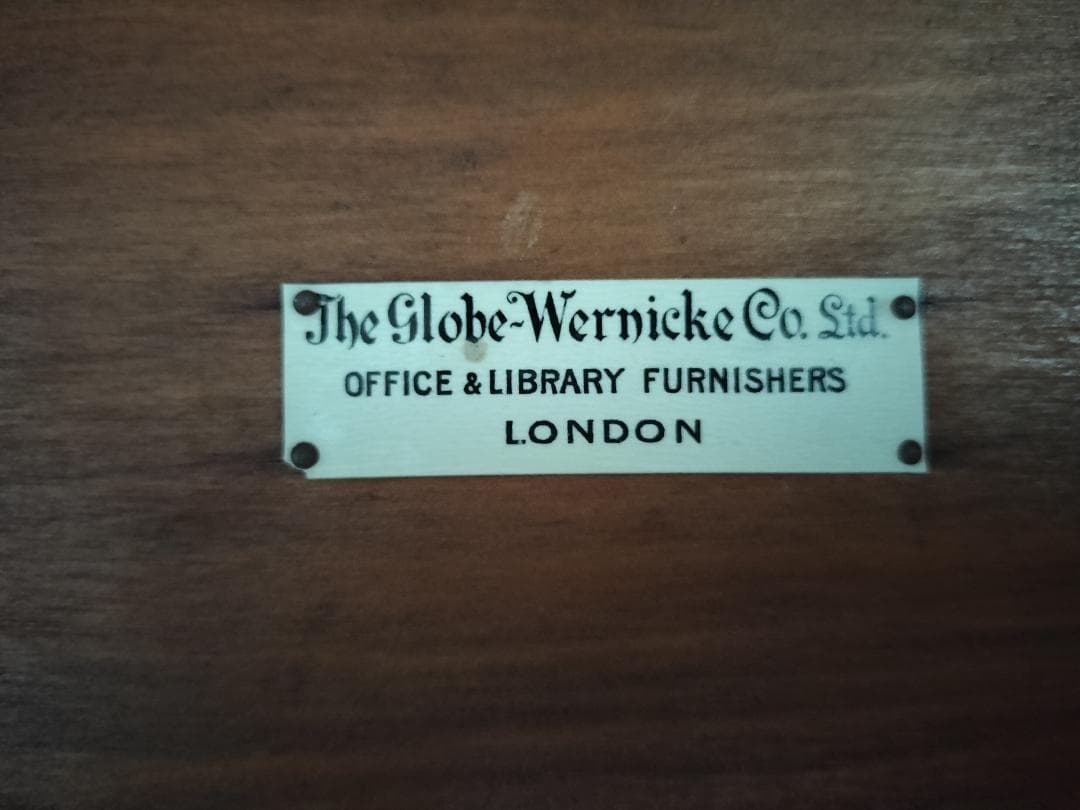 The Globe-Wernicke Co. Ltd.
OFFICE & LIBRARY FURNISHERS
LONDON